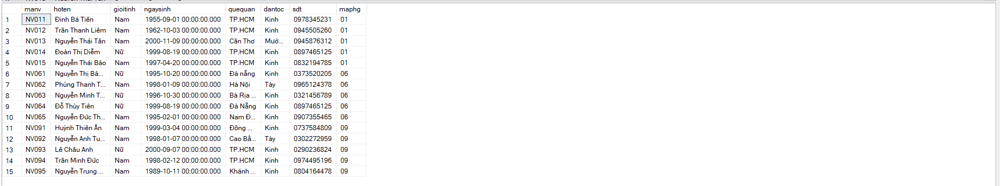 manv hoten gioitinh ngaysinh quequan dantoc sdt maphg
1 NV011 Đinh Bá Tiến Nam 1955-09-01 00:00:00.000 TP.HCM Kinh 0978345231 01
2 NV012 Trần Thanh Liêm Nam 1962-10-03 00:00:00.000 TP.HCM Kinh 0945505260 01
3 NV013 Nguyễn Thái Tân Nam 2000-11-09 00:00:00.000 Cần Thơ Mườ... 0945876312 01
4 NV014 Đoàn Thị Diễm Nữ 1999-08-19 00:00:00.000 TP.HCM Kinh 0897465125 01
5 NV015 Nguyễn Thái Bảo Nam 1997-04-20 00:00:00.000 TP.HCM Kinh 0832194785 01
6 NV061 Nguyễn Thị Bả... Nữ 1995-10-20 00:00:00.000 Đà nẵng Kinh 0373520205 06
7 NV062 Phùng Thanh T... Nam 1998-01-09 00:00:00.000 Hà Nội Tày 0965124378 06
8 NV063 Nguyễn Minh T... Nữ 1996-10-30 00:00:00.000 Bà Rịa ... Kinh 0321456789 06
9 NV064 Đỗ Thùy Tiên Nữ 1999-08-19 00:00:00.000 Đà Nẵng Kinh 0897465125 06
10 NV065 Nguyễn Đức Th... Nam 1995-02-01 00:00:00.000 Nam Đ... Kinh 0907355465 06
11 NV091 Huỳnh Thiên Ân Nam 1999-03-04 00:00:00.000 Đồng ... Kinh 0737584809 09
12 NV092 Nguyễn Anh Tu... Nam 1998-01-07 00:00:00.000 Cao Bằ... Tày 0302272959 09
13 NV093 Lê Châu Anh Nữ 2000-09-07 00:00:00.000 TP.HCM Kinh 0290236824 09
14 NV094 Trần Minh Đức Nam 1998-02-12 00:00:00.000 TP.HCM Kinh 0974495196 09
15 NV095 Nguyễn Trung ... Nam 1989-10-11 00:00:00.000 Khánh ... Kinh 0804164478 09